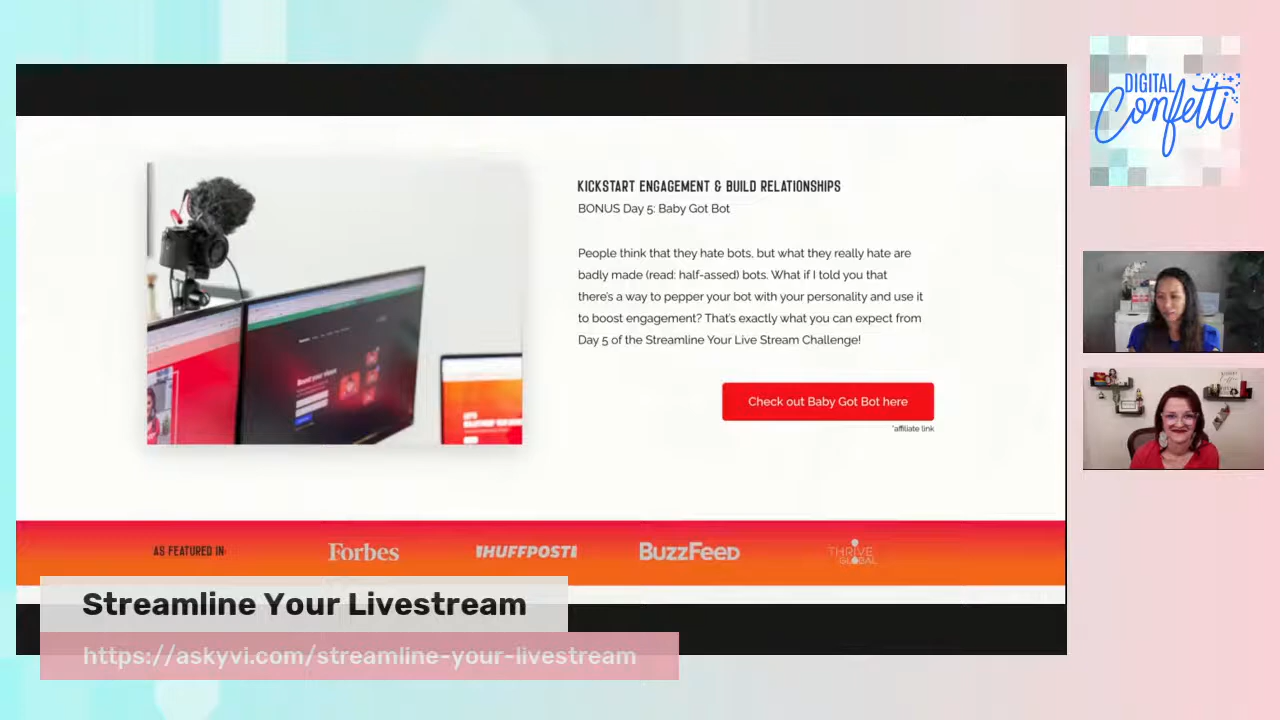 DIGITAL
Confetti
KICKSTART ENGAGEMENT & BUILD RELATIONSHIPS
BONUS Day 5: Baby Got Bot
People think that they hate bots, but what they really hate are
badly made (read: half-assed) bots. What if I told you that
there's a way to pepper your bot with your personality and use it
to boost engagement? That's exactly what you can expect from
Day 5 of the Streamline Your Live Stream Challenge!
Check out Baby Got Bot here
*affiliate link
AS FEATURED IN:
Forbes
HUFFPOST
BuzzFeed
THRIVE
GLOBAL
Streamline Your Livestream
https://askyvi.com/streamline-your-livestream